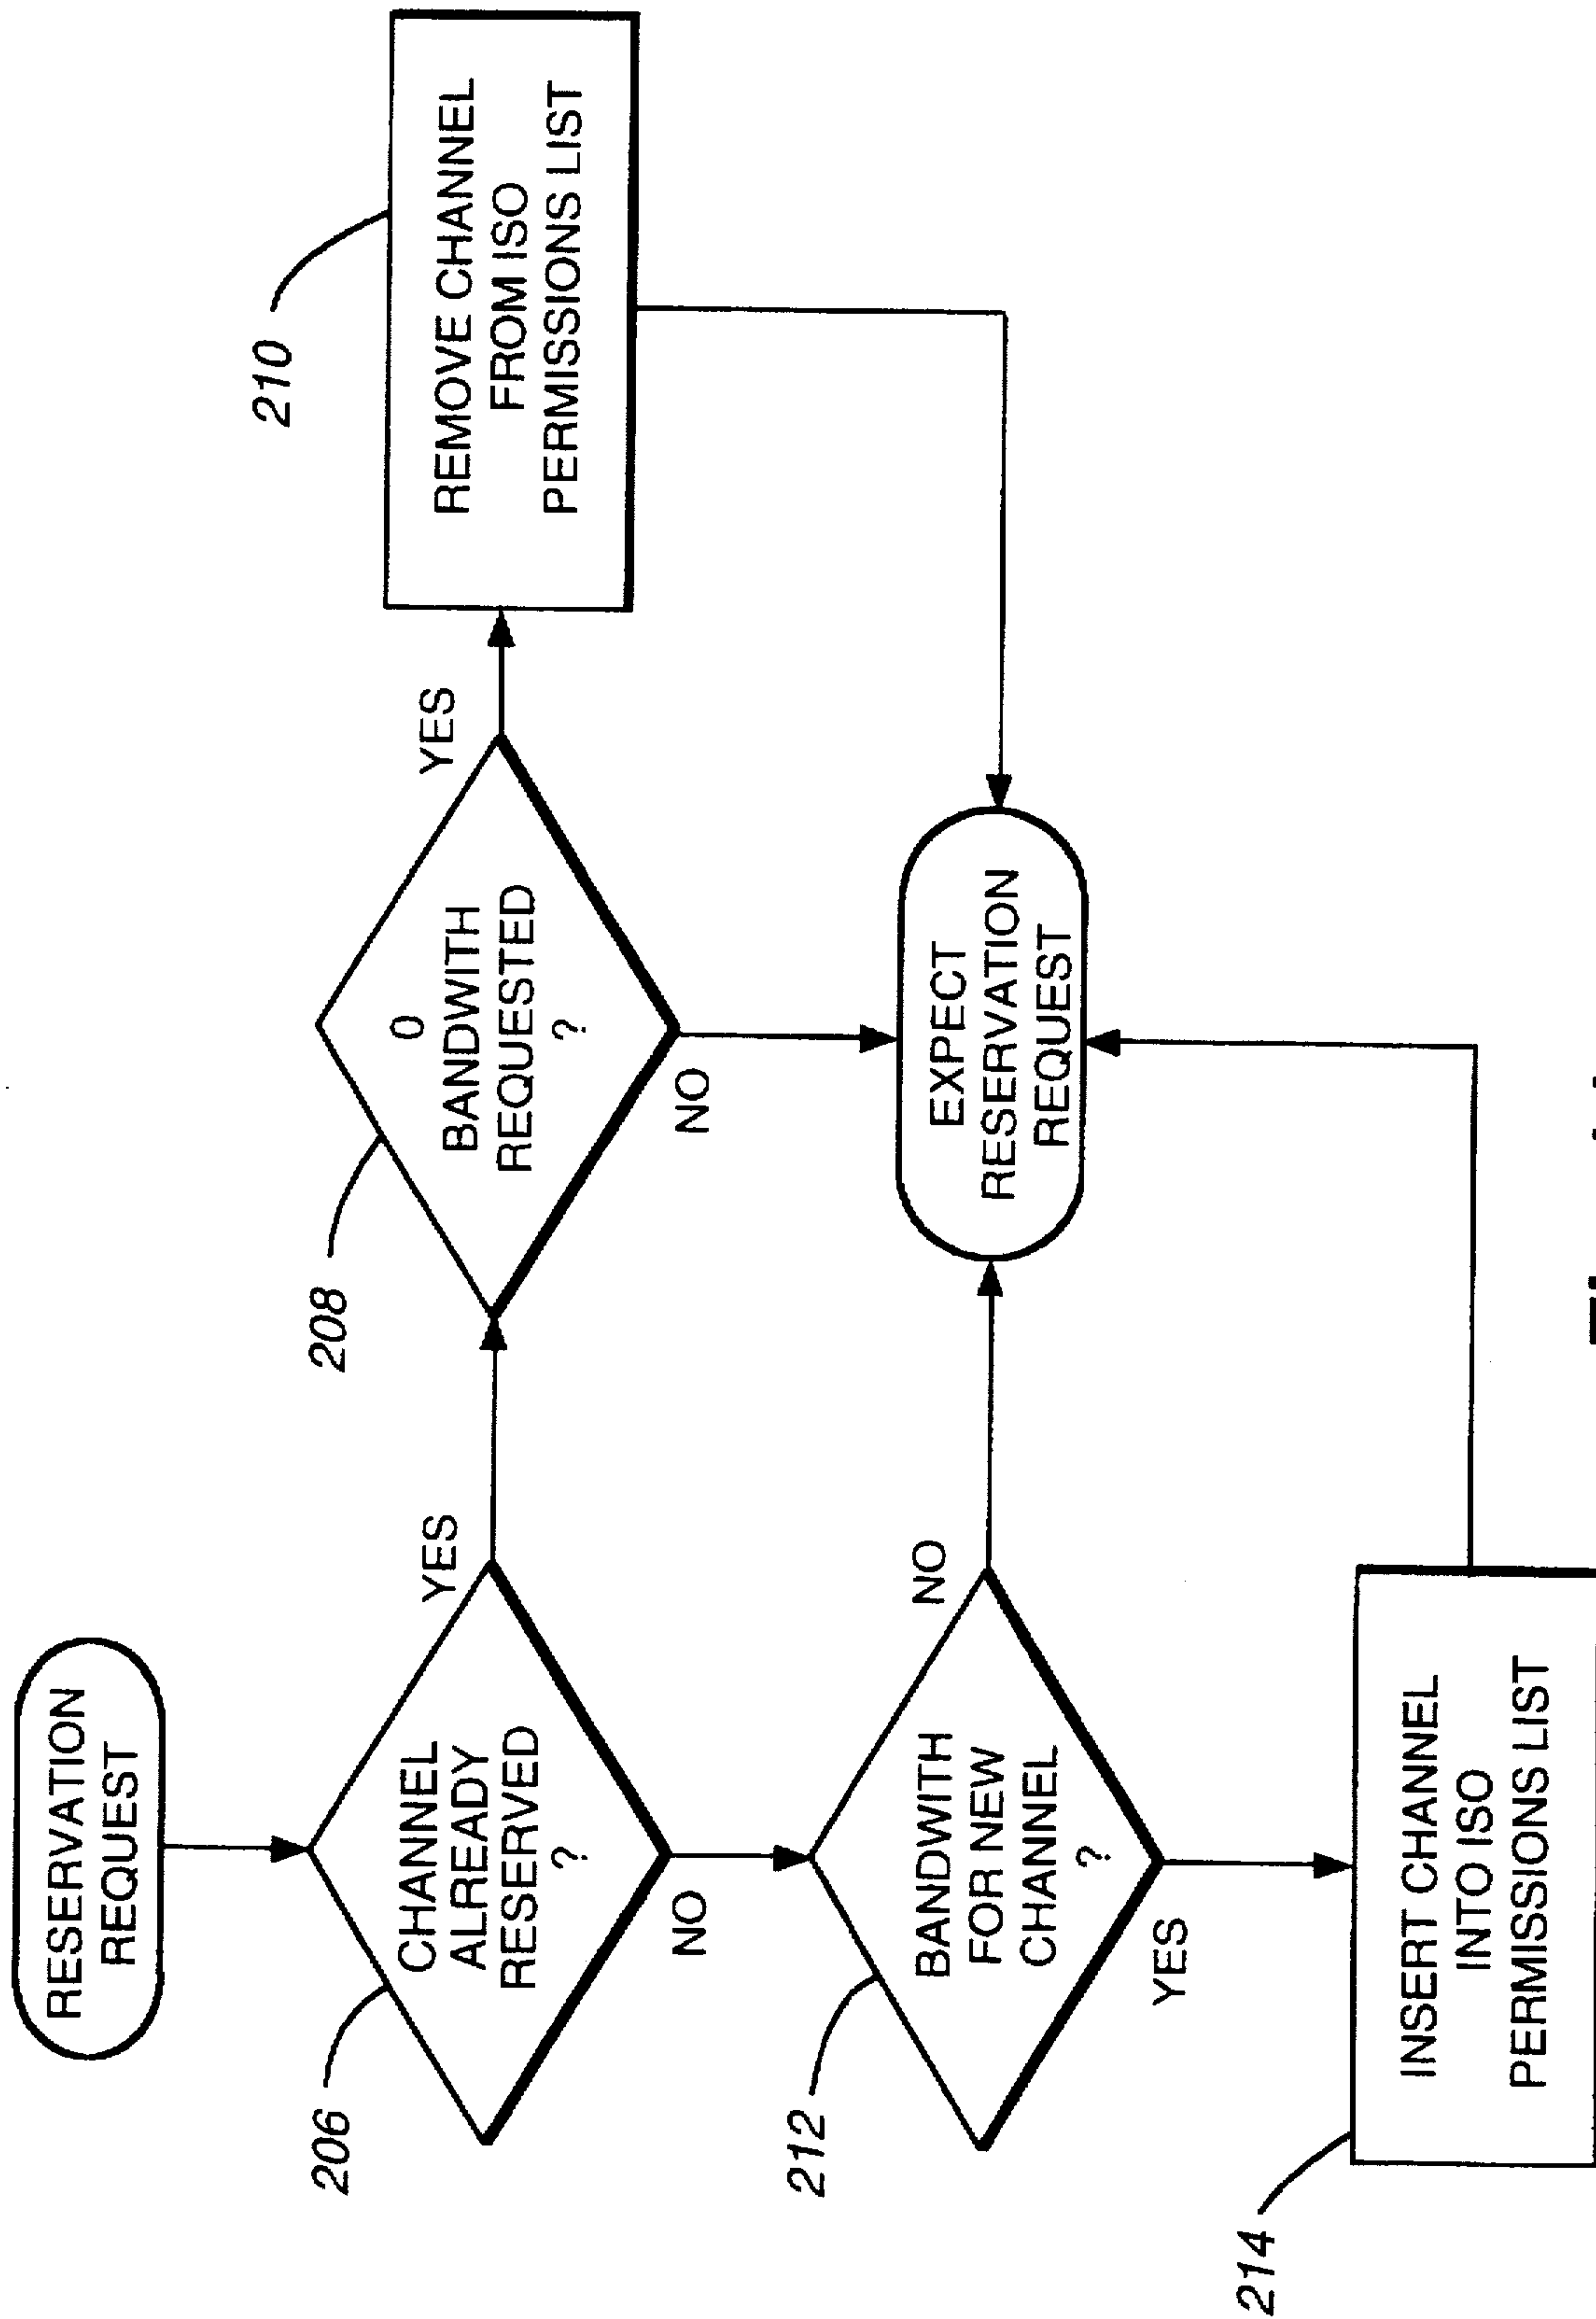 RESERVATION
REQUEST
206
CHANNEL
ALREADY
RESERVED
?
YES
NO
208
0
BANDWITH
REQUESTED
?
YES
NO
210
REMOVE CHANNEL
FROM ISO
PERMISSIONS LIST
212
BANDWITH
FOR NEW
CHANNEL
?
NO
YES
EXPECT
RESERVATION
REQUEST
214
INSERT CHANNEL
INTO ISO
PERMISSIONS LIST